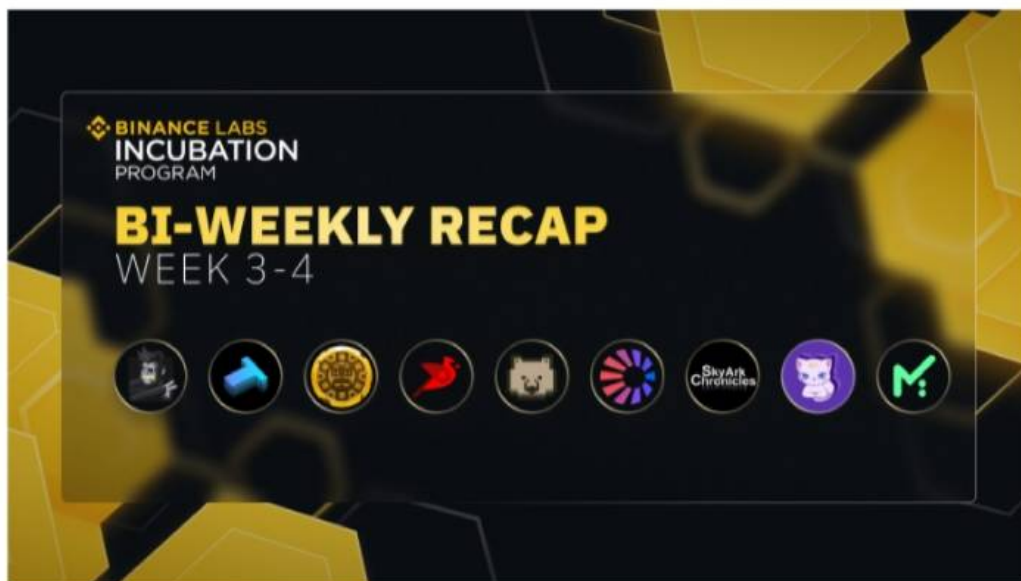 BINANCE LABS
INCUBATION
PROGRAM
BI-WEEKLY RECAP
WEEK 3-4
SkyArk
Chronicles